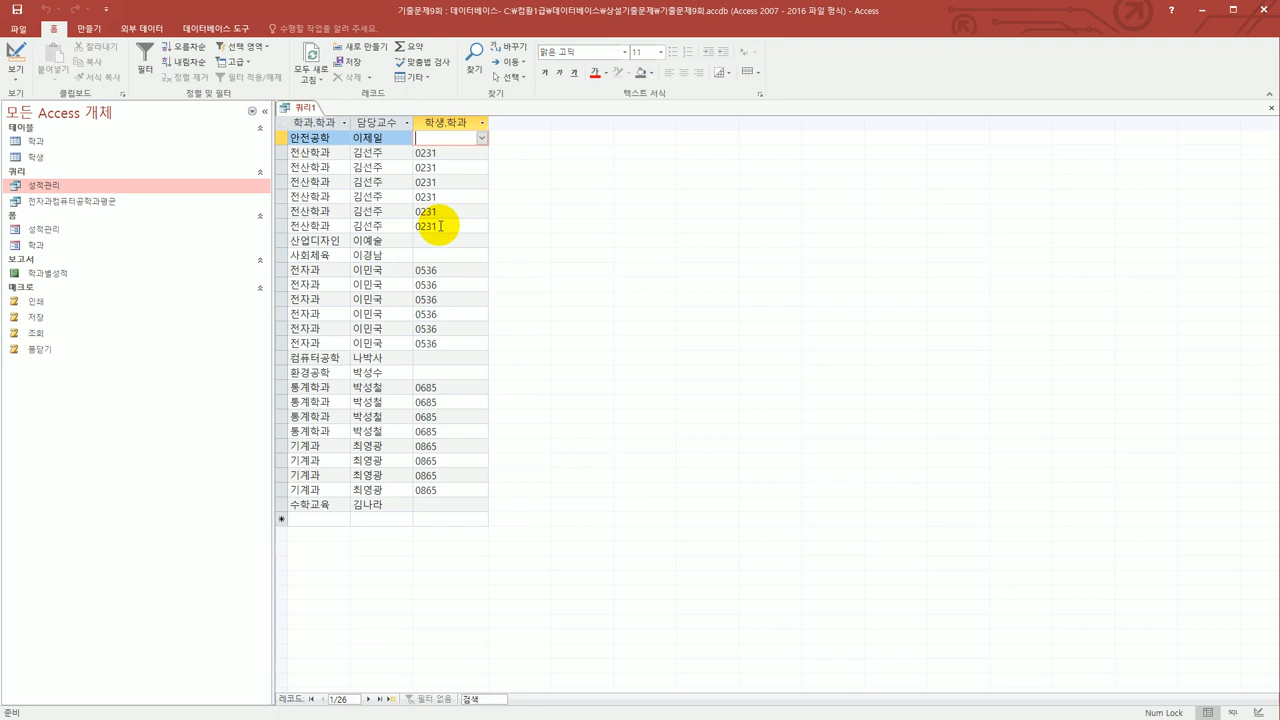 기출문제9회 : 데이터베이스- C:₩컴활1급₩데이터베이스₩상설기출문제₩기출문제9회.accdb (Access 2007 - 2016 파일 형식) - Access
파일 홈 만들기 외부 데이터 데이터베이스 도구 수행할 작업을 알려 주세요.
보기 붙여넣기 잘라내기 복사 서식 복사
필터 오름차순 내림차순 정렬 제거 선택 영역 고급 필터 적용/해제
모두 새로 고침 새로 만들기 저장 삭제 요약 맞춤법 검사 기타
찾기 바꾸기 이동 선택
맑은 고딕 11
가 가 가 가
보기 클립보드 정렬 및 필터 레코드 찾기 텍스트 서식
모든 Access 개체
테이블
학과
학생
쿼리
성적관리
전자과컴퓨터공학과평균
폼
성적관리
학과
보고서
학과별성적
매크로
인쇄
저장
조회
폼닫기
쿼리1
학과.학과 담당교수 학생.학과
안전공학 이제일
전산학과 김선주 0231
전산학과 김선주 0231
전산학과 김선주 0231
전산학과 김선주 0231
전산학과 김선주 0231
전산학과 김선주 0231
산업디자인 이예술
사회체육 이경남
전자과 이민국 0536
전자과 이민국 0536
전자과 이민국 0536
전자과 이민국 0536
전자과 이민국 0536
전자과 이민국 0536
컴퓨터공학 나박사
환경공학 박성수
통계학과 박성철 0685
통계학과 박성철 0685
통계학과 박성철 0685
통계학과 박성철 0685
기계과 최영광 0865
기계과 최영광 0865
기계과 최영광 0865
기계과 최영광 0865
수학교육 김나라
레코드: 1/26 필터 없음 검색
준비 Num Lock SQL